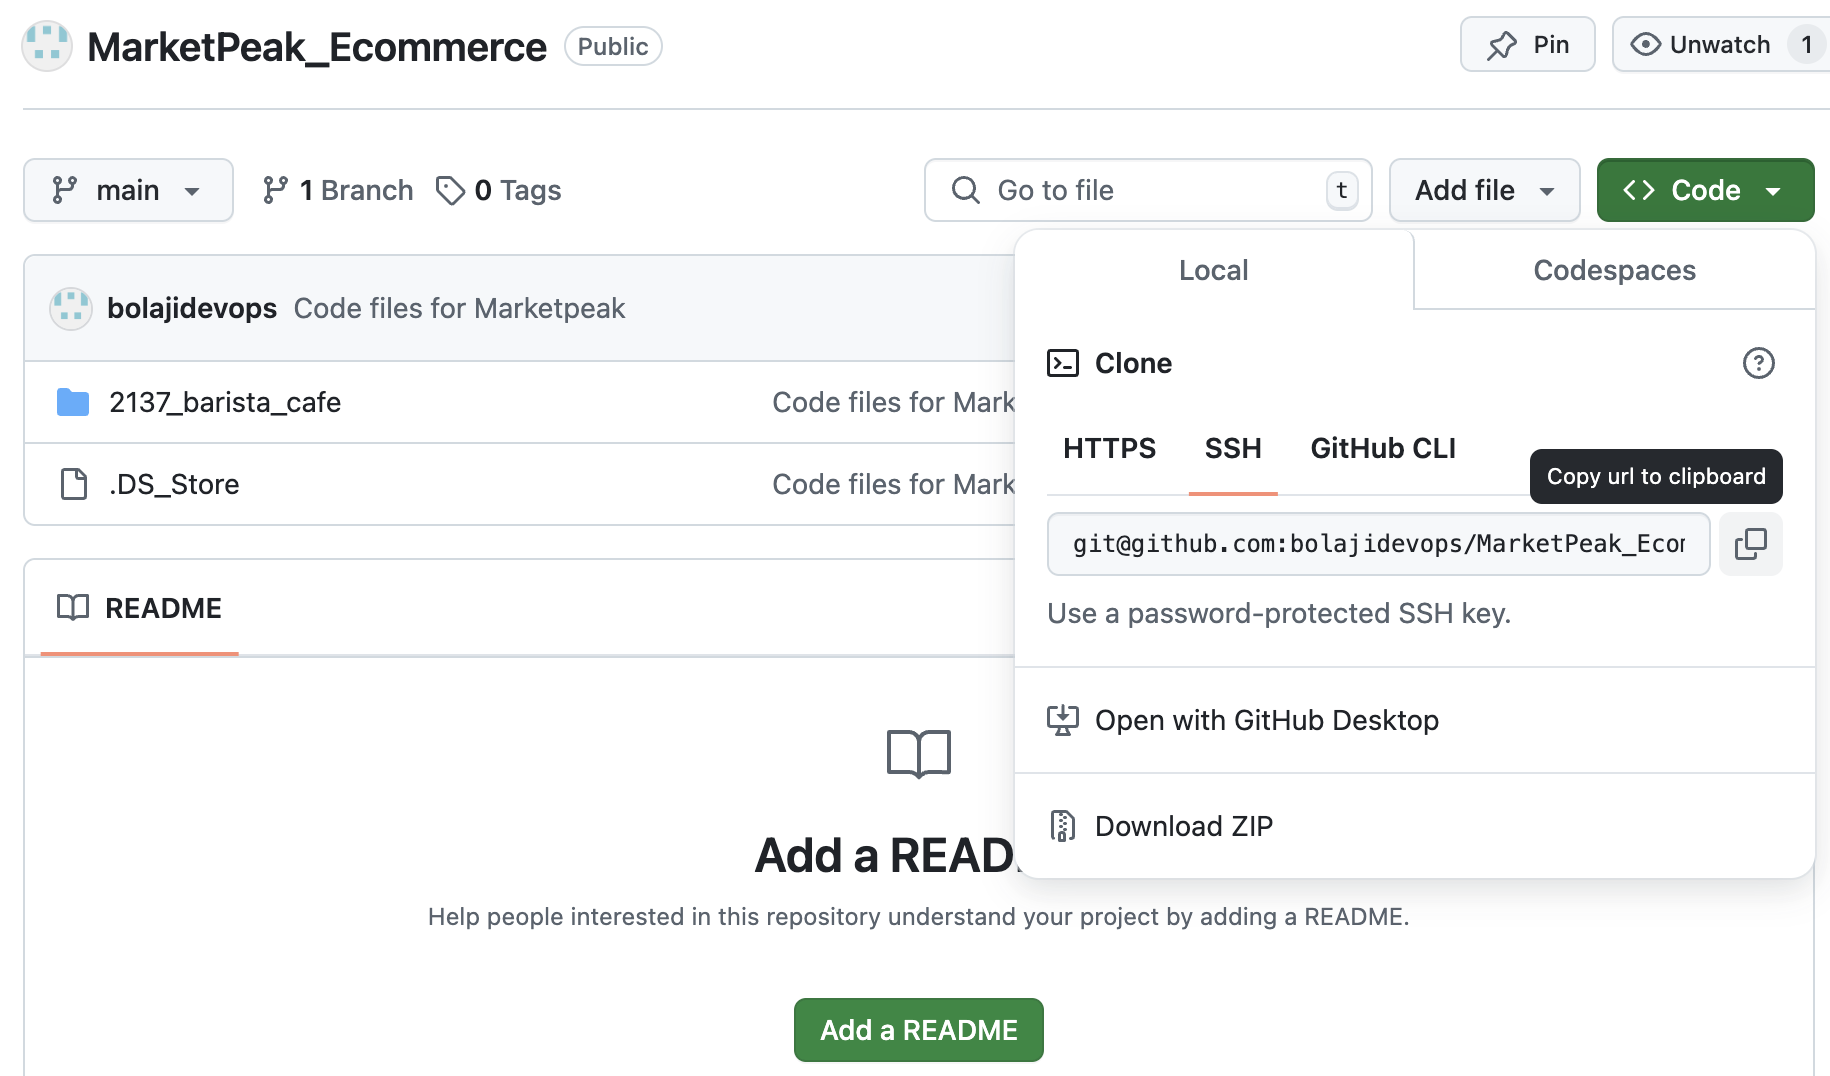 MarketPeak_Ecommerce Public
Pin
Unwatch 1
main
1 Branch
0 Tags
Go to file t
Add file
<> Code
Local
Codespaces
bolajidevops Code files for Marketpeak
2137_barista_cafe Code files for Mark
.DS_Store Code files for Mark
Clone
HTTPS SSH GitHub CLI
Copy url to clipboard
git@github.com:bolajidevops/MarketPeak_Ecom
Use a password-protected SSH key.
Open with GitHub Desktop
Download ZIP
README
Add a READ
Help people interested in this repository understand your project by adding a README.
Add a README